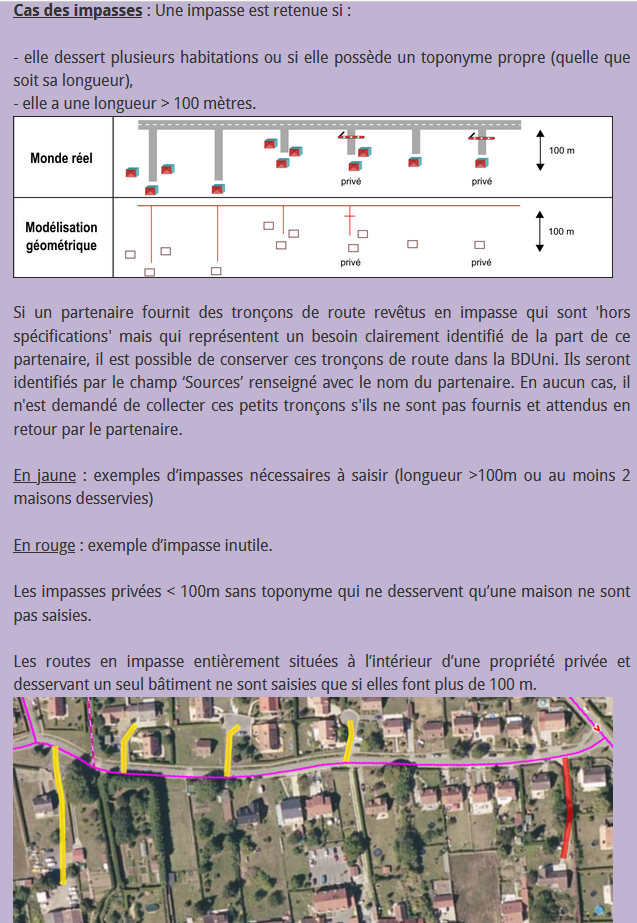 Cas des impasses : Une impasse est retenue si :
- elle dessert plusieurs habitations ou si elle possède un toponyme propre (quelle que
soit sa longueur),
- elle a une longueur > 100 mètres.
Monde réel
privé
privé
100 m
Modélisation
géométrique
privé
privé
100 m
Si un partenaire fournit des tronçons de route revêtus en impasse qui sont 'hors
spécifications' mais qui représentent un besoin clairement identifié de la part de ce
partenaire, il est possible de conserver ces tronçons de route dans la BDUni. Ils seront
identifiés par le champ ‘Sources’ renseigné avec le nom du partenaire. En aucun cas, il
n'est demandé de collecter ces petits tronçons s'ils ne sont pas fournis et attendus en
retour par le partenaire.
En jaune : exemples d’impasses nécessaires à saisir (longueur >100m ou au moins 2
maisons desservies)
En rouge : exemple d’impasse inutile.
Les impasses privées < 100m sans toponyme qui ne desservent qu’une maison ne sont
pas saisies.
Les routes en impasse entièrement situées à l’intérieur d’une propriété privée et
desservant un seul bâtiment ne sont saisies que si elles font plus de 100 m.